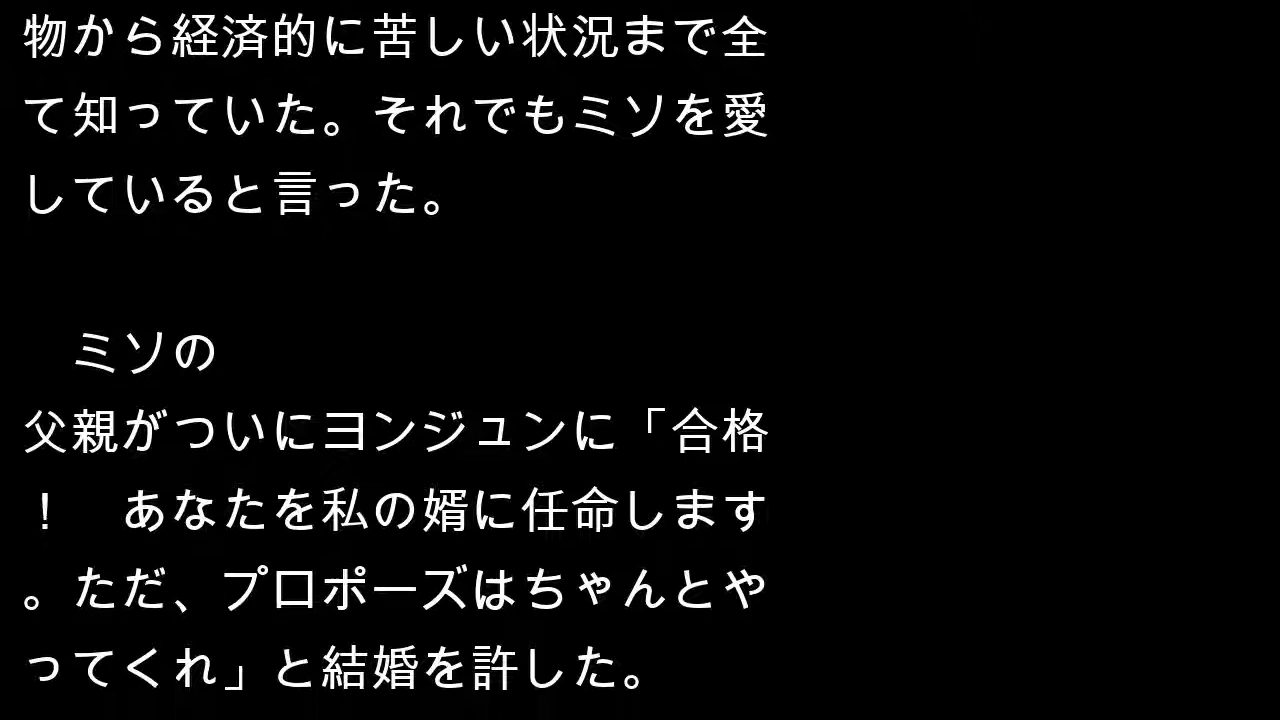 物から経済的に苦しい状況まで全
て知っていた。それでもミソを愛
していると言った。
　ミソの
父親がついにヨンジュンに「合格
！　あなたを私の婿に任命します
。ただ、プロポーズはちゃんとや
ってくれ」と結婚を許した。